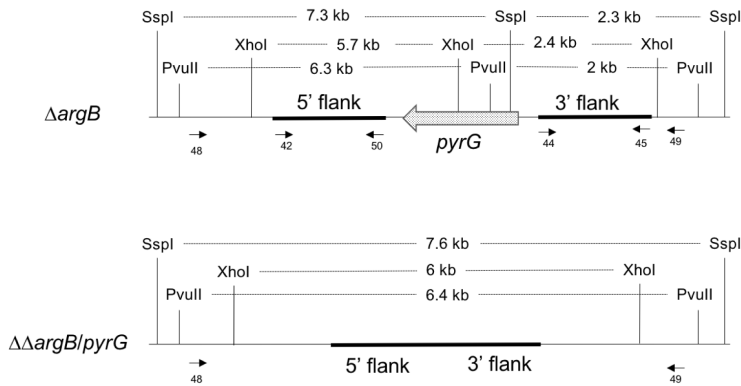 SspI 7.3 kb SspI 2.3 kb SspI
XhoI 5.7 kb XhoI 2.4 kb XhoI
PvuII 6.3 kb PvuII 2 kb PvuII
5’ flank 3’ flank
ΔargB
pyrG
48 42 50 44 45 49
SspI 7.6 kb SspI
XhoI 6 kb XhoI
PvuII 6.4 kb PvuII
ΔΔargB/pyrG
5’ flank 3’ flank
48 49